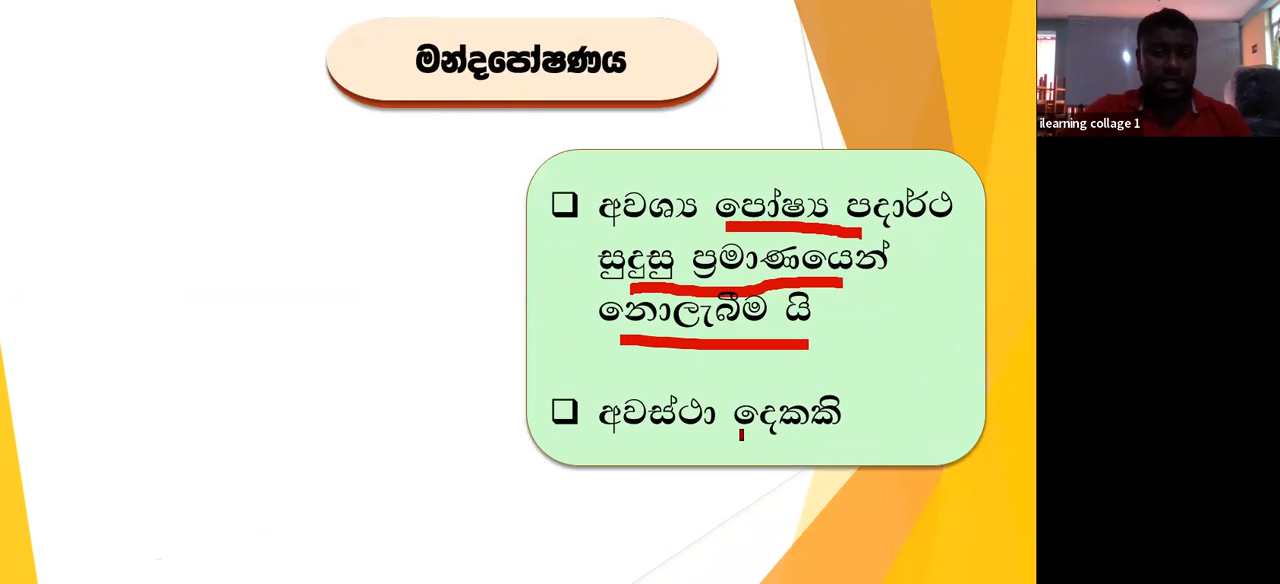 මන්දපෝෂණය
ilearning collage 1
❑ අවශ්‍ය පෝෂ්‍ය පදාර්ථ
සුදුසු ප්‍රමාණයෙන්
නොලැබීම යි
❑ අවස්ථා දෙකකි